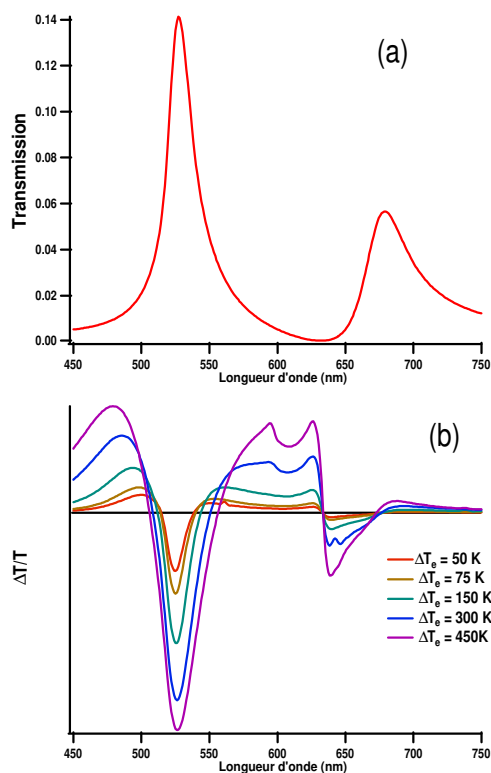 (a)
Transmission
0.14
0.12
0.10
0.08
0.06
0.04
0.02
0.00
450 500 550 600 650 700 750
Longueur d'onde (nm)
(b)
ΔT/T
ΔTe = 50 K
ΔTe = 75 K
ΔTe = 150 K
ΔTe = 300 K
ΔTe = 450K
450 500 550 600 650 700 750
Longueur d'onde (nm)